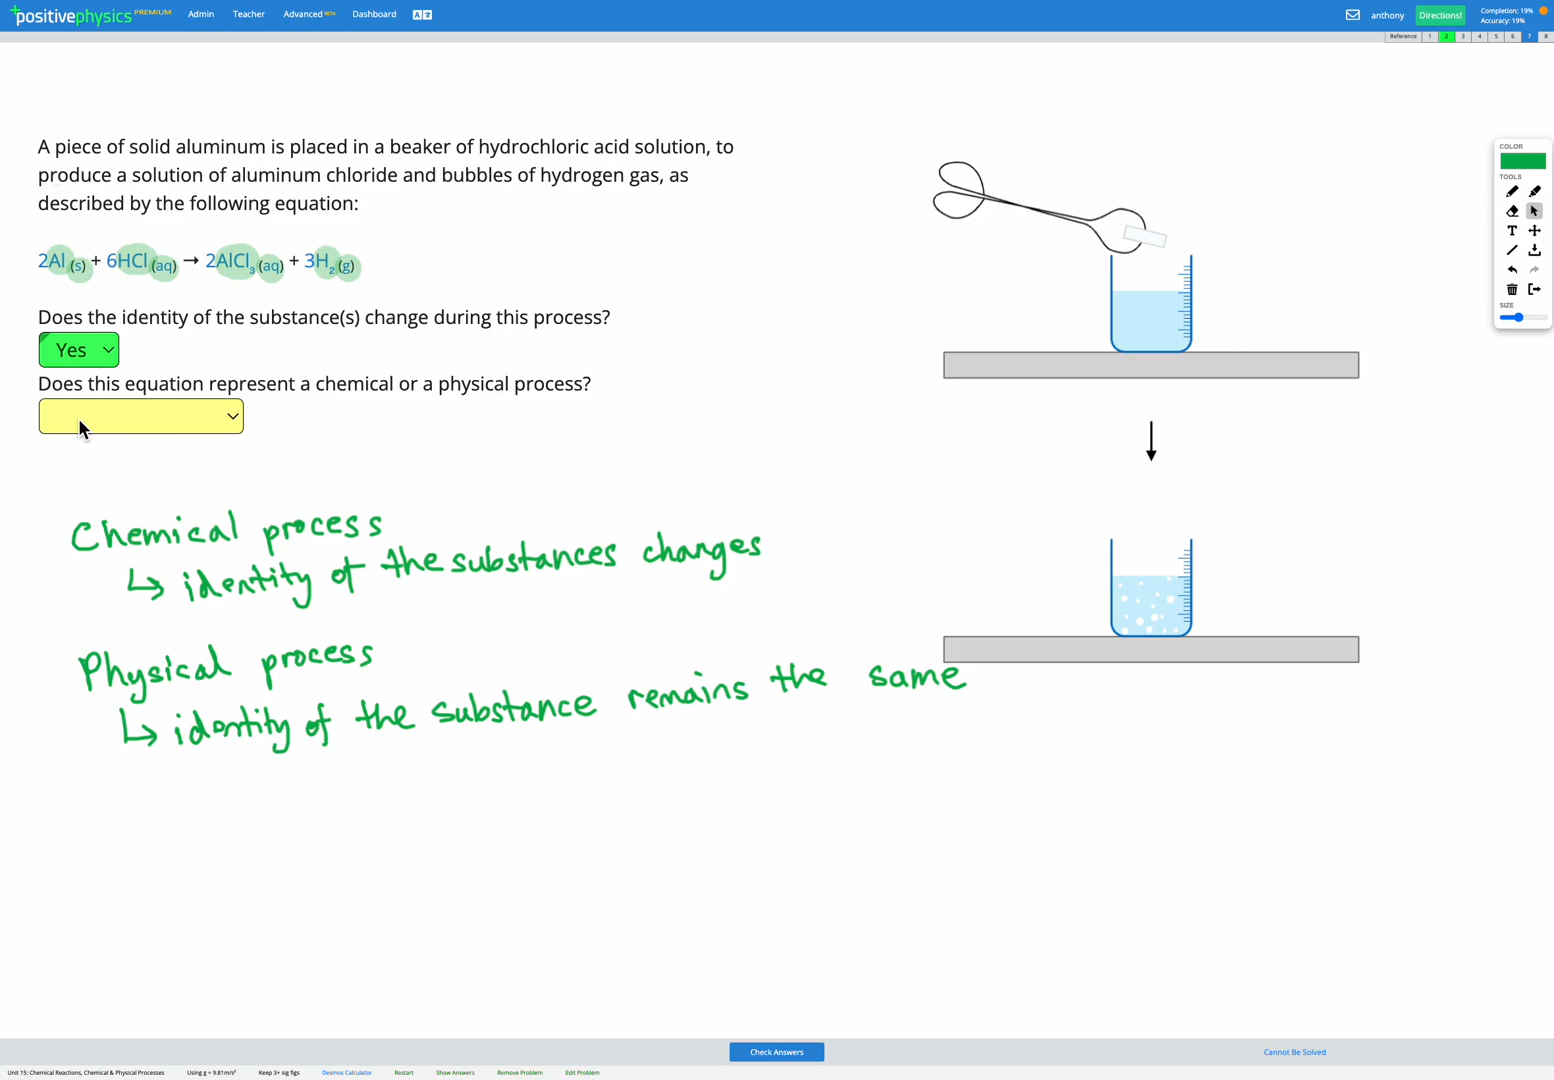 positivephysics PREMIUM Admin Teacher Advanced BETA Dashboard A anthony Directions! Completion: 19%
Accuracy: 19%
Reference 1 2 3 4 5 6 7 8
A piece of solid aluminum is placed in a beaker of hydrochloric acid solution, to
produce a solution of aluminum chloride and bubbles of hydrogen gas, as
described by the following equation:
2Al (s) + 6HCl (aq) → 2AlCl₃ (aq) + 3H₂ (g)
Does the identity of the substance(s) change during this process?
Yes
Does this equation represent a chemical or a physical process?
Chemical process
↳ identity of the substances changes
Physical process
↳ identity of the substance remains the same
COLOR
TOOLS
T
SIZE
Check Answers Cannot Be Solved
Unit 15: Chemical Reactions, Chemical & Physical Processes Using g = 9.81m/s² Keep 3+ sig figs Desmos Calculator Restart Show Answers Remove Problem Edit Problem